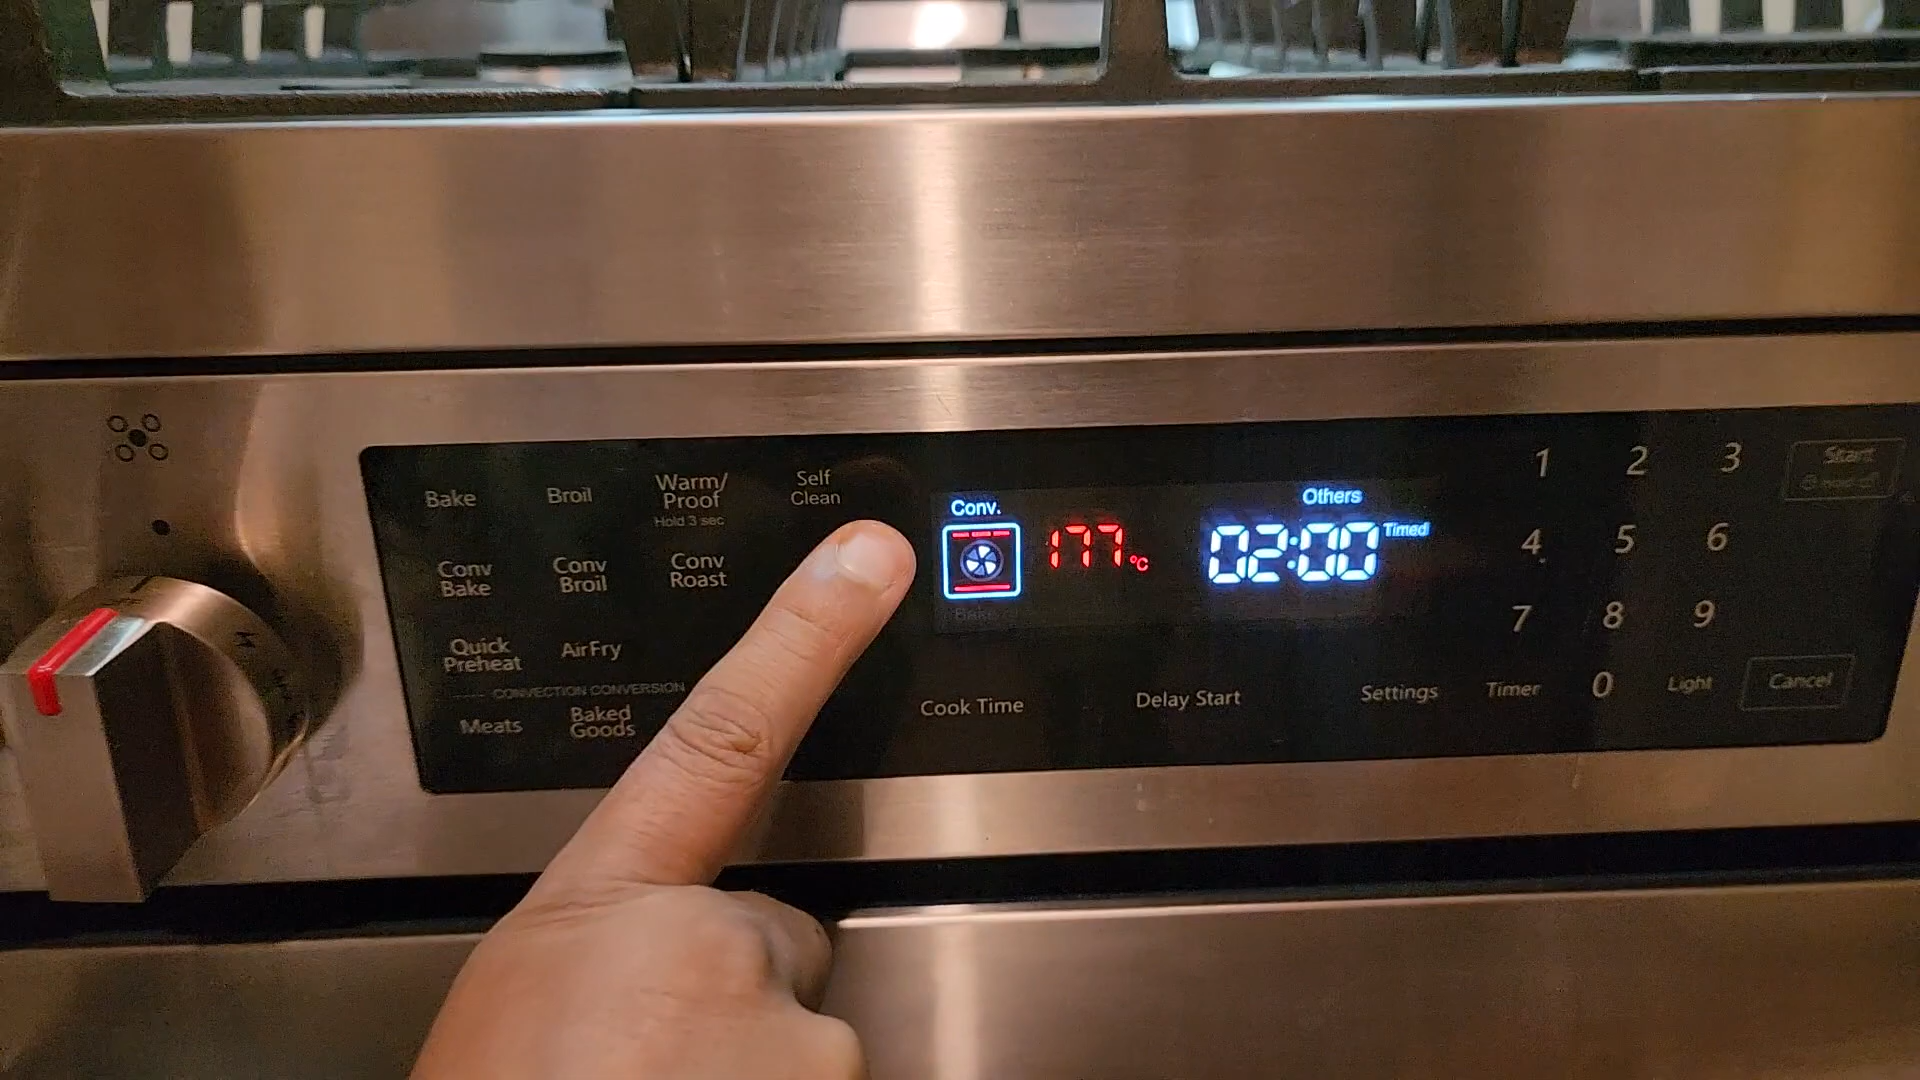 Bake
Broil
Warm/
Proof
Hold 3 sec
Self
Clean
Conv
Bake
Conv
Broil
Conv
Roast
Quick
Preheat
AirFry
CONVECTION CONVERSION
Meats
Baked
Goods
Conv.
177°C
Bake
Others
02:00 Timed
Cook Time
Delay Start
Settings
1 2 3
4 5 6
7 8 9
Timer 0 Light
Start
Cancel